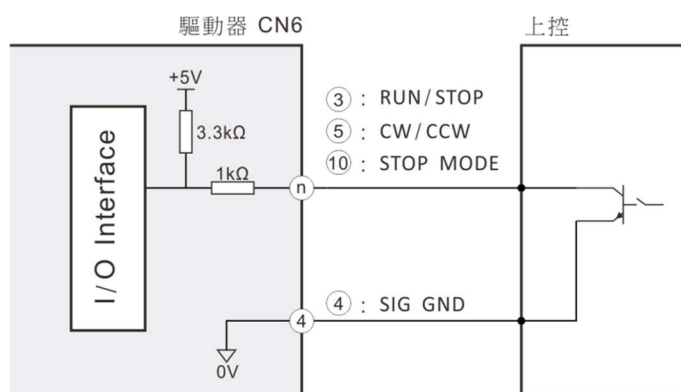 驅動器 CN6
上控
+5V
3.3kΩ
1kΩ
I/O Interface
③ : RUN/STOP
⑤ : CW/CCW
⑩ : STOP MODE
n
④ : SIG GND
4
0V